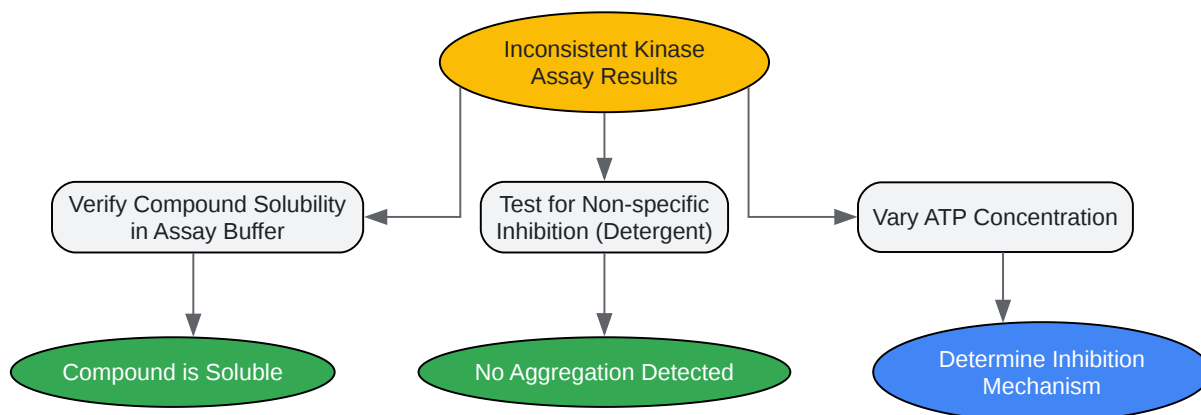 Inconsistent Kinase
Assay Results
Verify Compound Solubility
in Assay Buffer
Test for Non-specific
Inhibition (Detergent)
Vary ATP Concentration
Compound is Soluble
No Aggregation Detected
Determine Inhibition
Mechanism